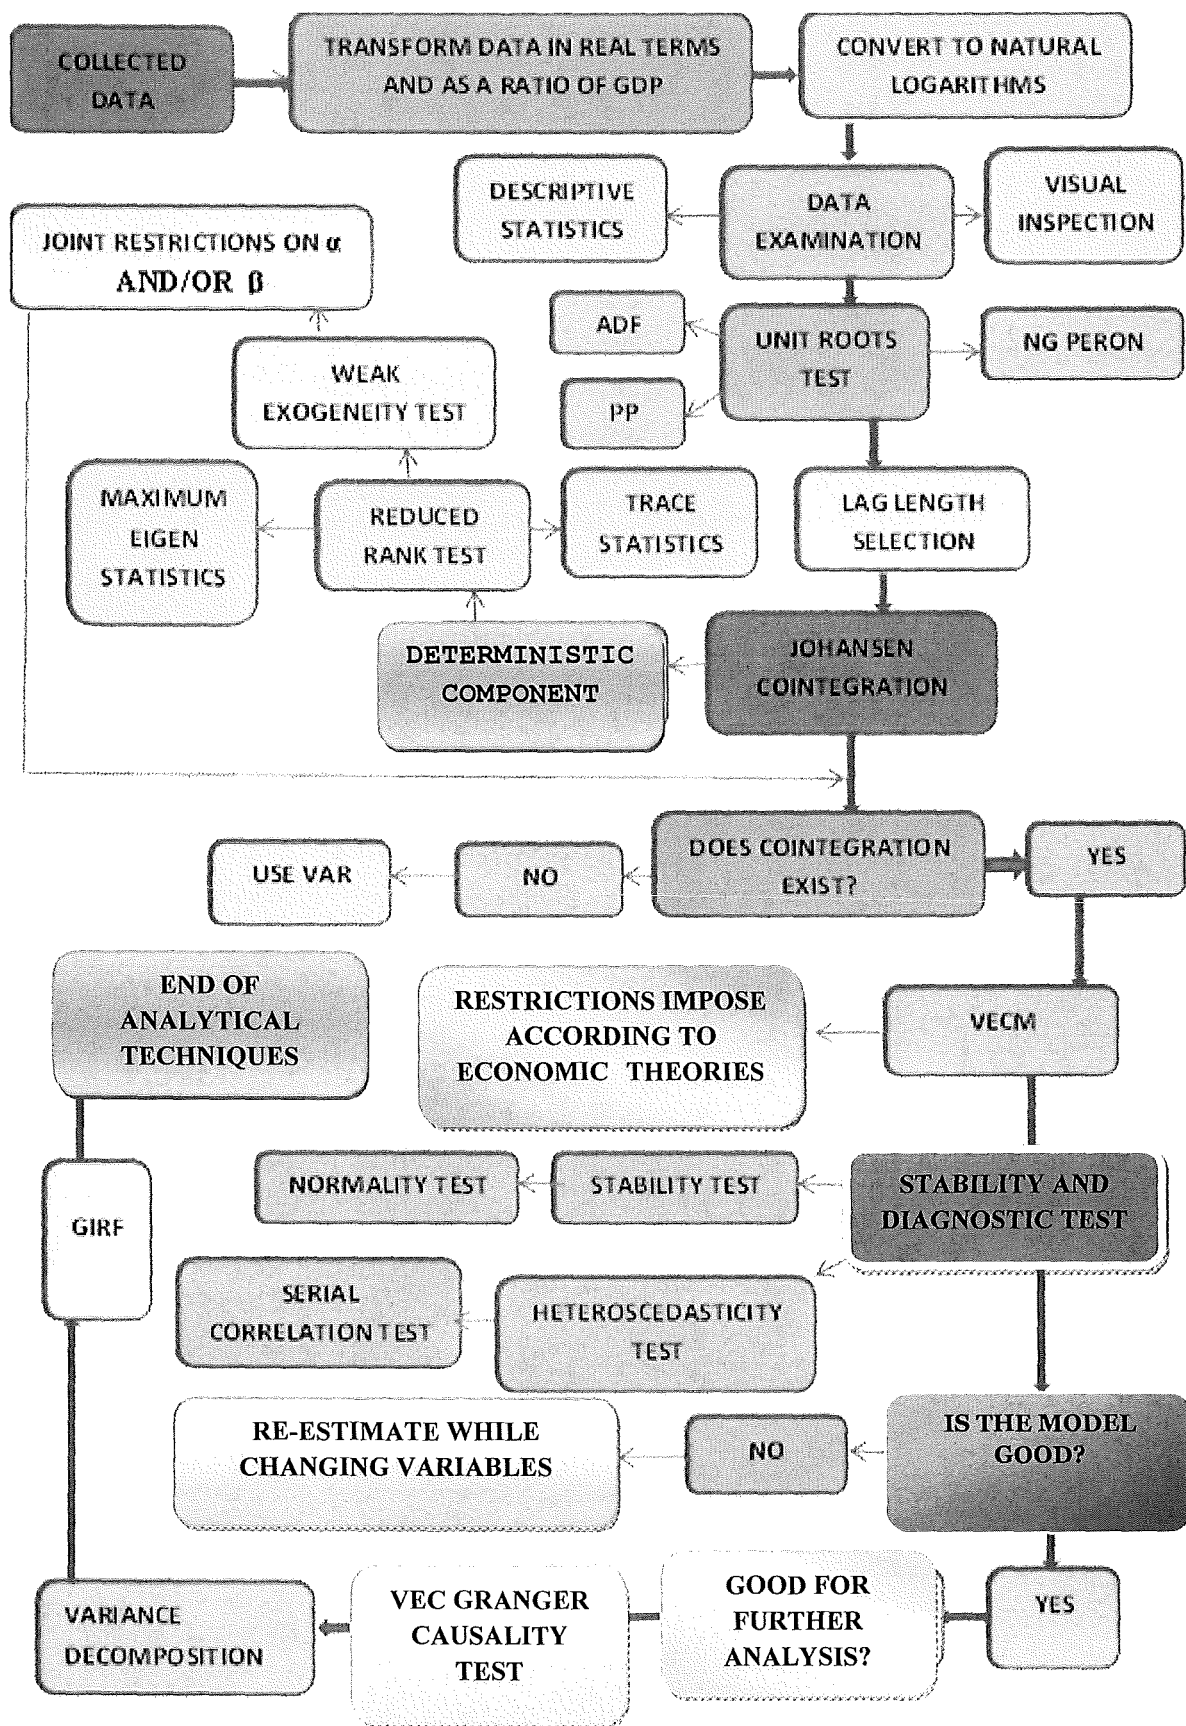 COLLECTED
DATA
TRANSFORM DATA IN REAL TERMS
AND AS A RATIO OF GDP
CONVERT TO NATURAL
LOGARITHMS
DESCRIPTIVE
STATISTICS
DATA
EXAMINATION
VISUAL
INSPECTION
JOINT RESTRICTIONS ON α
AND/OR β
ADF
UNIT ROOTS
TEST
NG PERON
PP
WEAK
EXOGENEITY TEST
MAXIMUM
EIGEN
STATISTICS
REDUCED
RANK TEST
TRACE
STATISTICS
LAG LENGTH
SELECTION
DETERMINISTIC
COMPONENT
JOHANSEN
COINTEGRATION
USE VAR
NO
DOES COINTEGRATION
EXIST?
YES
END OF
ANALYTICAL
TECHNIQUES
RESTRICTIONS IMPOSE
ACCORDING TO
ECONOMIC THEORIES
VECM
GIRF
NORMALITY TEST
STABILITY TEST
STABILITY AND
DIAGNOSTIC TEST
SERIAL
CORRELATION TEST
HETEROSCEDASTICITY
TEST
RE-ESTIMATE WHILE
CHANGING VARIABLES
NO
IS THE MODEL
GOOD?
VARIANCE
DECOMPOSITION
VEC GRANGER
CAUSALITY
TEST
GOOD FOR
FURTHER
ANALYSIS?
YES